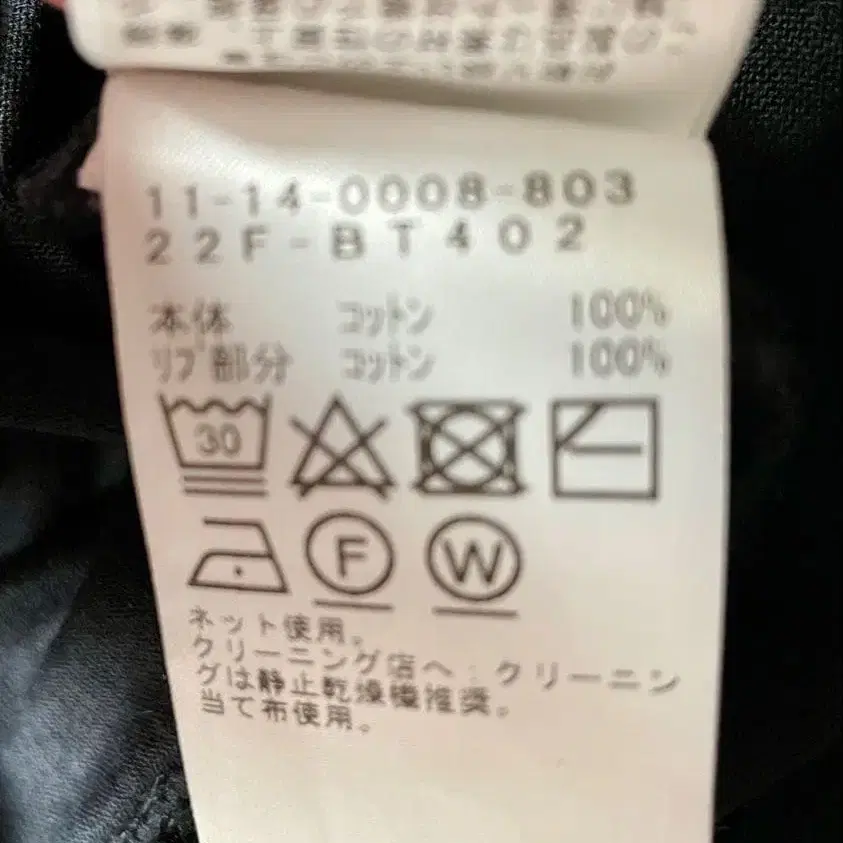 11-14-0008-803
22F-BT402
本体 コットン 100%
リブ部分 コットン 100%
30
F W
ネット使用。
クリーニング店へ:クリーニン
グは静止乾燥機推奨。
当て布使用。